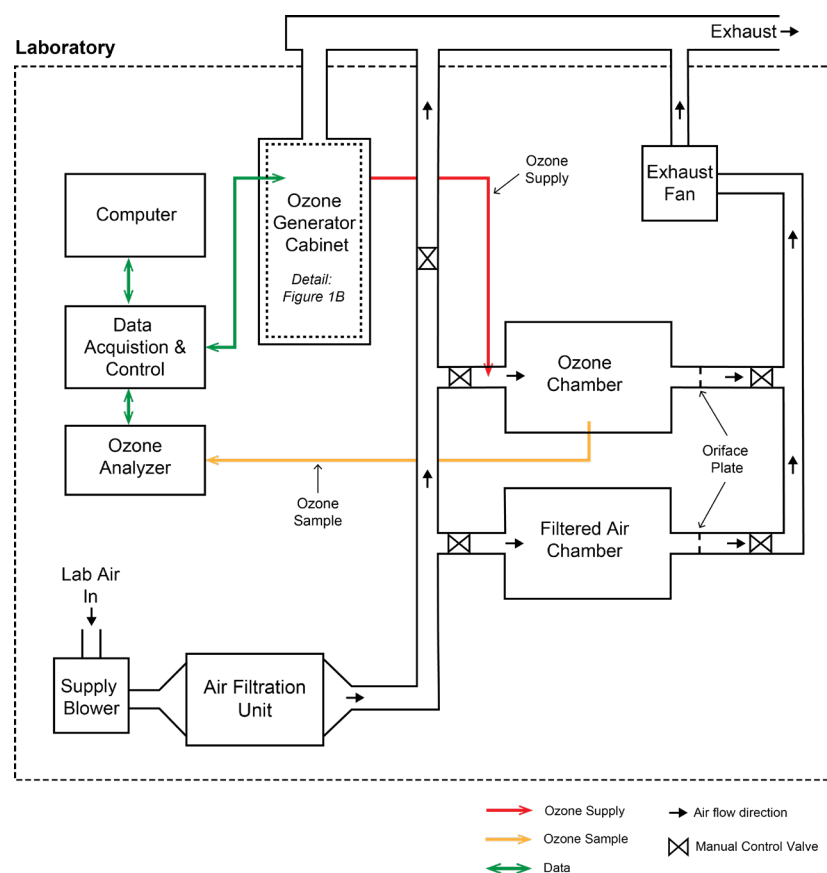 Exhaust
Laboratory
Ozone
Supply
Exhaust
Fan
Computer
Ozone
Generator
Cabinet
Detail:
Figure 1B
Data
Acquistion &
Control
Ozone
Chamber
Ozone
Analyzer
Oriface
Plate
Ozone
Sample
Filtered Air
Chamber
Lab Air
In
Supply
Blower
Air Filtration
Unit
Ozone Supply
Air flow direction
Ozone Sample
Manual Control Valve
Data